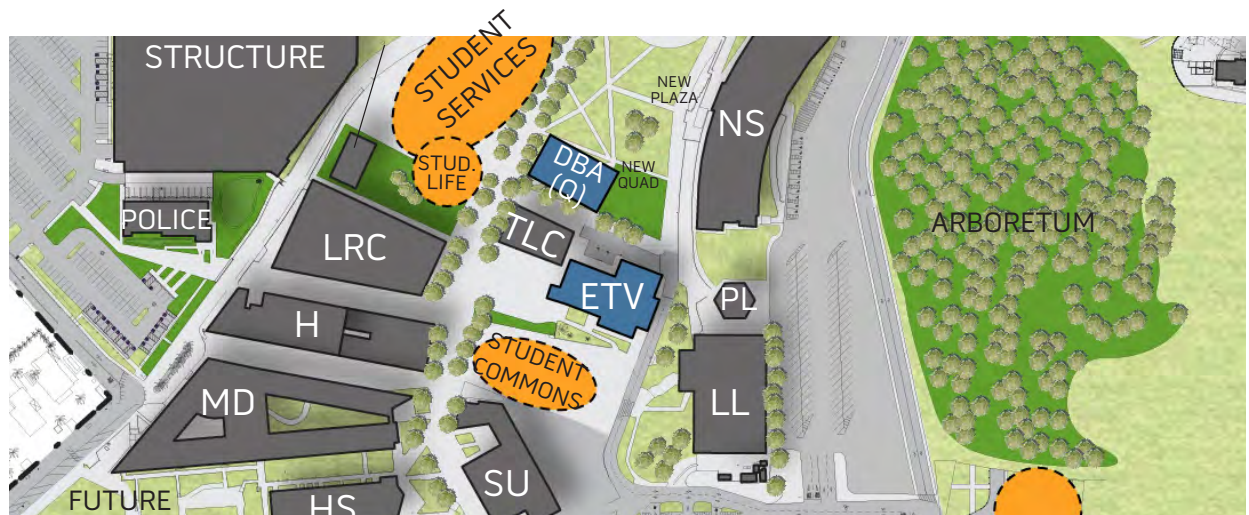 STRUCTURE
STUDENT
SERVICES
NEW
PLAZA
NS
STUD.
LIFE
DBA
(Q)
NEW
QUAD
POLICE
LRC
TLC
ARBORETUM
ETV
PL
H
STUDENT
COMMONS
MD
LL
SU
FUTURE
HS